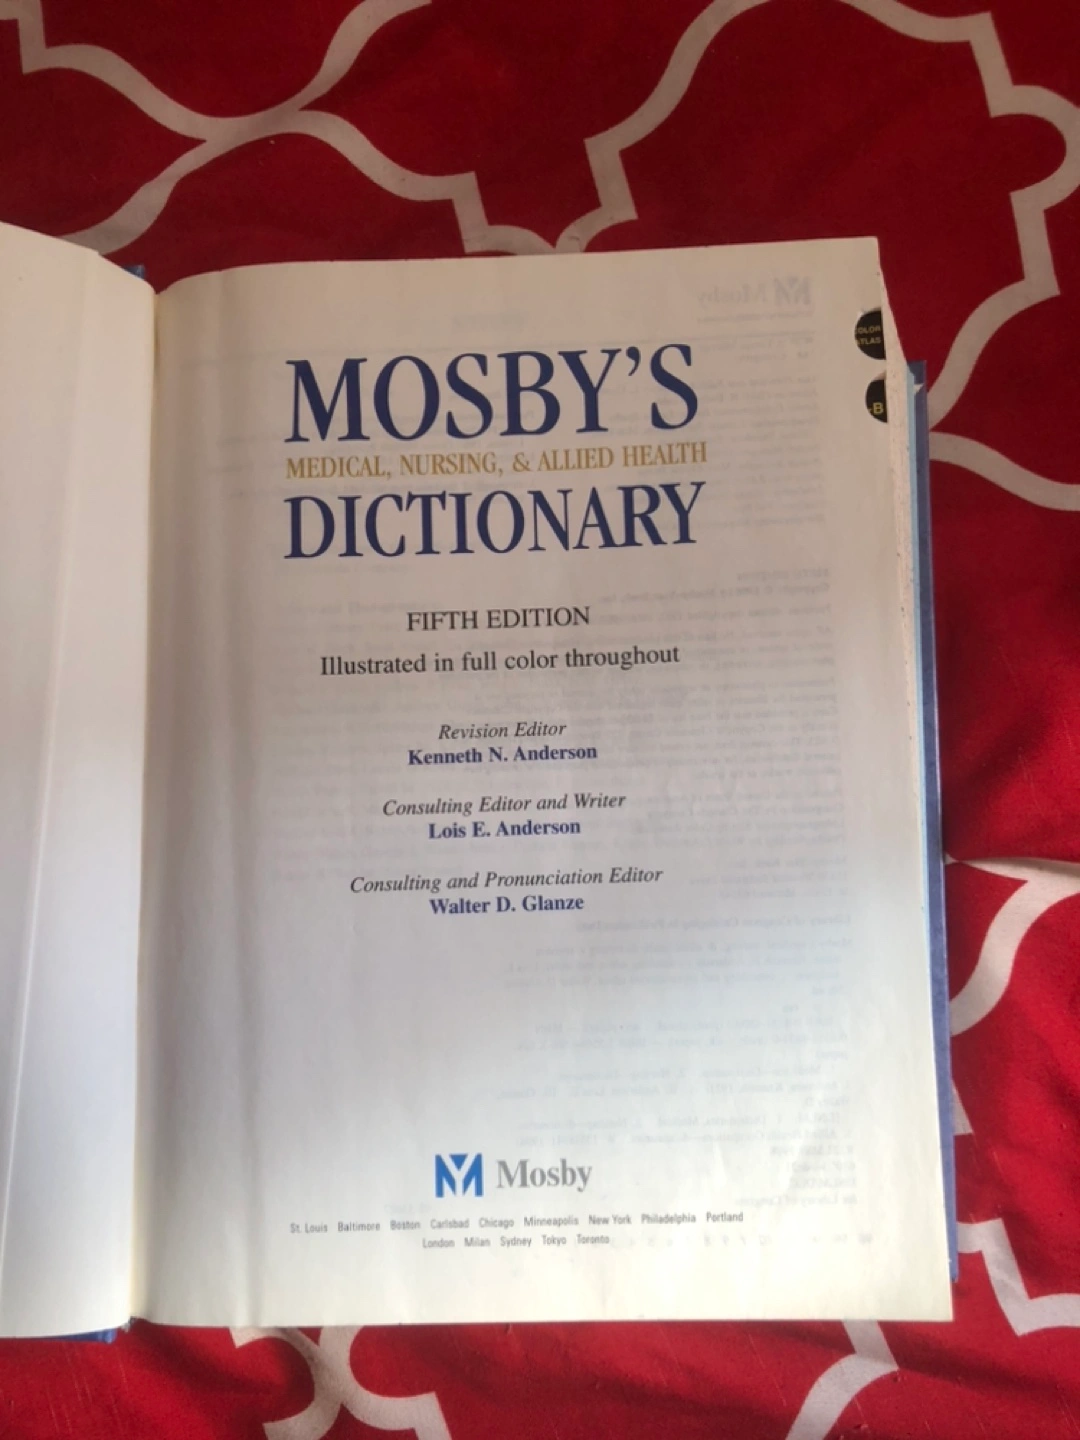 MOSBY'S
MEDICAL, NURSING, & ALLIED HEALTH
DICTIONARY
FIFTH EDITION
Illustrated in full color throughout
Revision Editor
Kenneth N. Anderson
Consulting Editor and Writer
Lois E. Anderson
Consulting and Pronunciation Editor
Walter D. Glanze
Mosby
St. Louis Baltimore Boston Carlsbad Chicago Minneapolis New York Philadelphia Portland
London Milan Sydney Tokyo Toronto
COLOR
ATLAS
-B